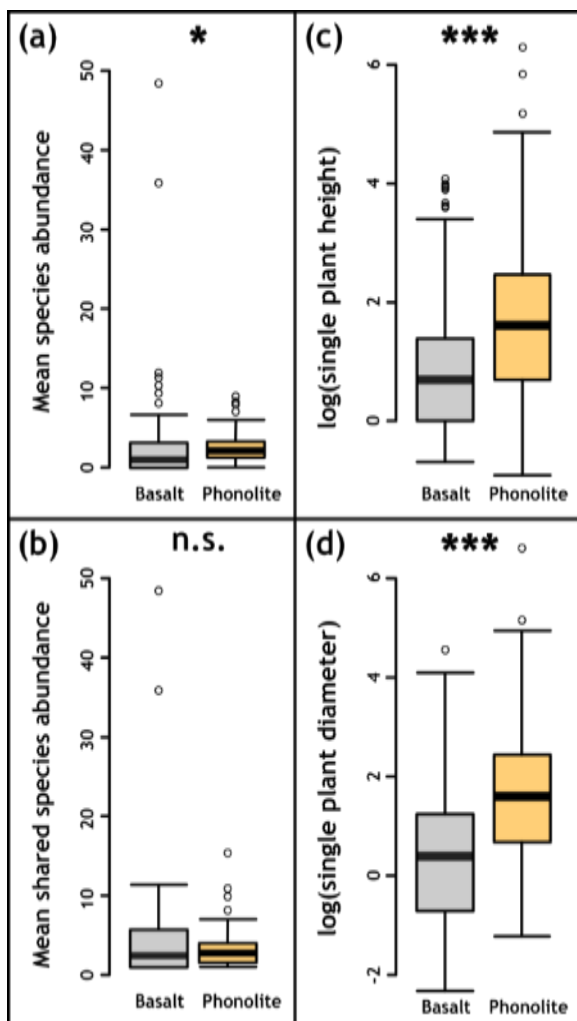 (a)
*
Mean species abundance
50
40
30
20
10
0
Basalt
Phonolite
(c)
***
log(single plant height)
6
4
2
0
Basalt
Phonolite
(b)
n.s.
Mean shared species abundance
50
40
30
20
10
0
Basalt
Phonolite
(d)
***
log(single plant diameter)
6
4
2
0
-2
Basalt
Phonolite